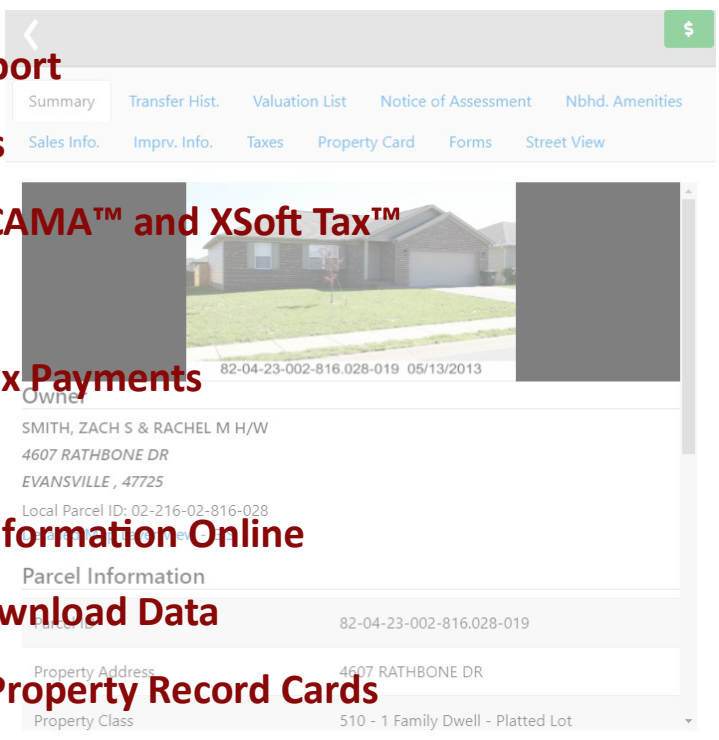 $
port
Summary Transfer Hist. Valuation List Notice of Assessment Nbhd. Amenities
s
Sales Info. Imprv. Info. Taxes Property Card Forms Street View
CAMA™ and XSoft Tax™
82-04-23-002-816.028-019 05/13/2013
x Payments
Owner
SMITH, ZACH S & RACHEL M H/W
4607 RATHBONE DR
EVANSVILLE , 47725
Local Parcel ID: 02-216-02-816-028
formation Online
Parcel Information
wnload Data
Parcel ID 82-04-23-002-816.028-019
Property Address 4607 RATHBONE DR
Property Record Cards
Property Class 510 - 1 Family Dwell - Platted Lot